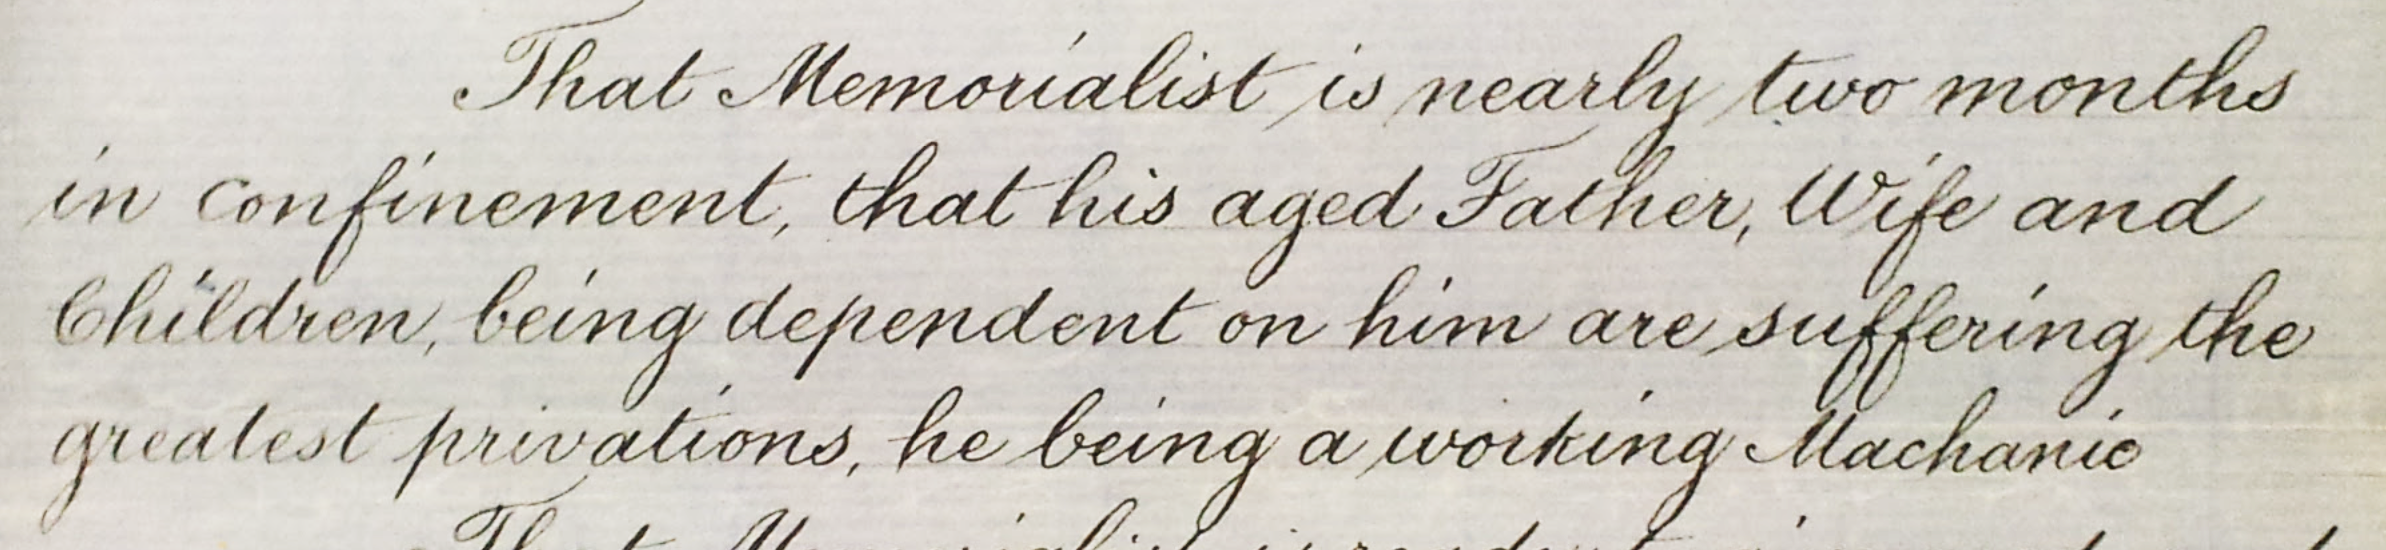 That Memorialist is nearly two months
in confinement, that his aged Father, Wife and
Children, being dependent on him are suffering the
greatest privations, he being a working Machanic
That Memorialist is